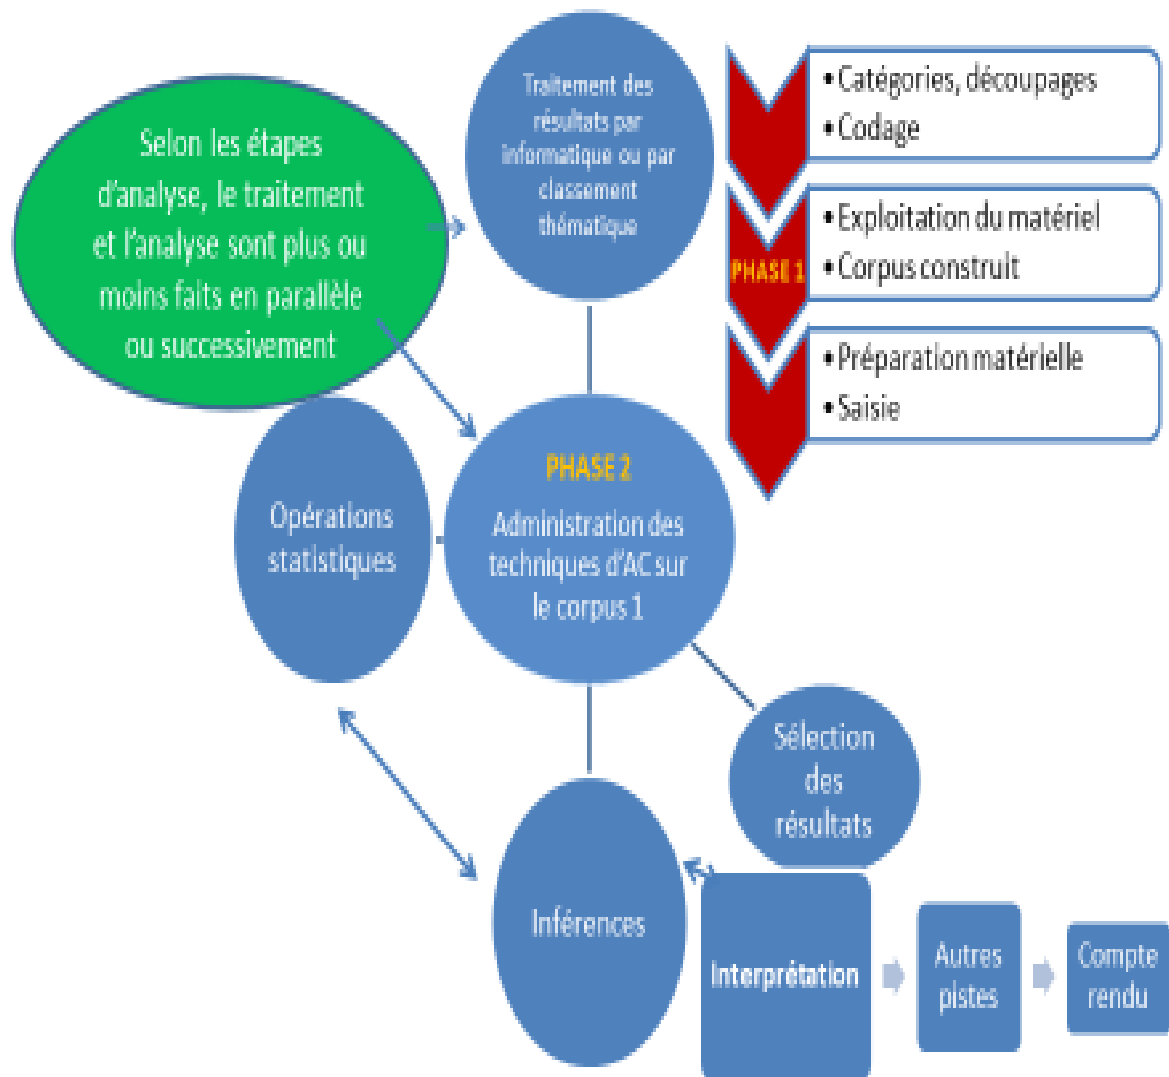 Traitement des
résultats par
informatique ou par
classement
thématique
Selon les étapes
d'analyse, le traitement
et l'analyse sont plus ou
moins faits en parallèle
ou successivement
• Catégories, découpages
• Codage
PHASE 1
• Exploitation du matériel
• Corpus construit
• Préparation matérielle
• Saisie
Opérations
statistiques
PHASE 2
Administration des
techniques d'AC sur
le corpus 1
Sélection
des
résultats
Inférences
Interprétation
Autres
pistes
Compte
rendu